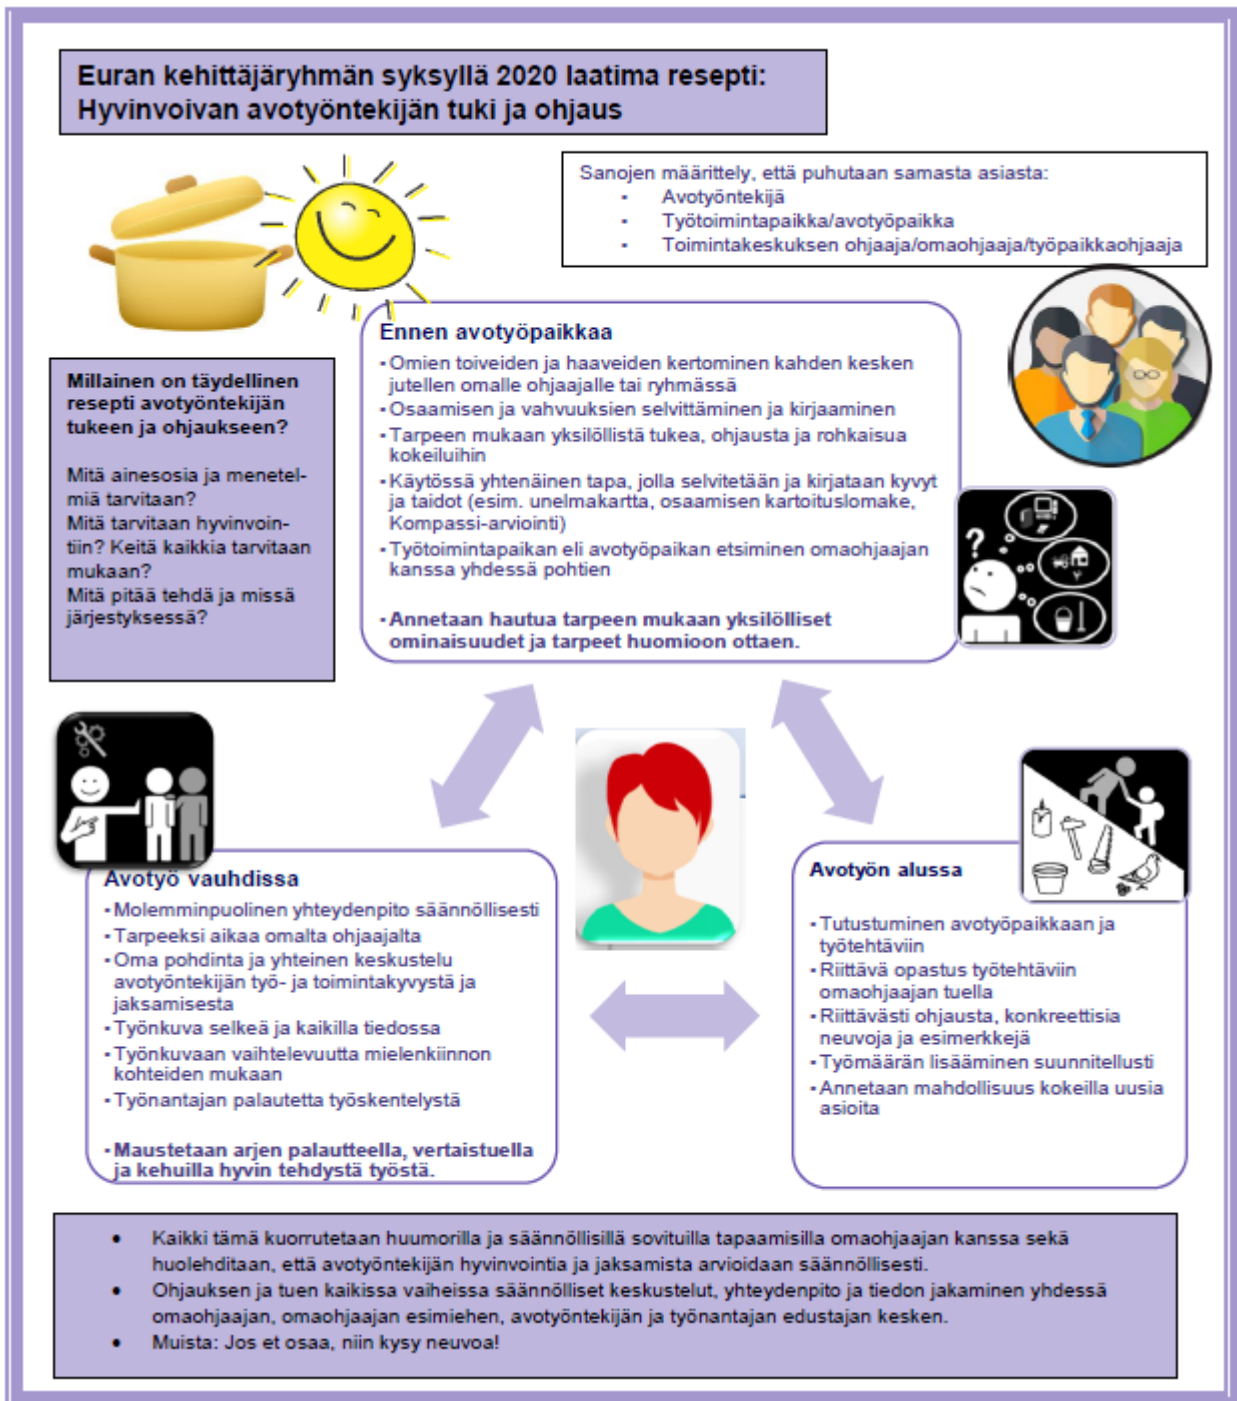 Euran kehittäjäryhmän syksyllä 2020 laatima resepti:
Hyvinvoivan avotyöntekijän tuki ja ohjaus
Sanojen määrittely, että puhutaan samasta asiasta:
▪ Avotyöntekijä
▪ Työtoimintapaikka/avotyöpaikka
▪ Toimintakeskuksen ohjaaja/omaohjaaja/työpaikkaohjaaja
Ennen avotyöpaikkaa
▪ Omien toiveiden ja haaveiden kertominen kahden kesken
jutellen omalle ohjaajalle tai ryhmässä
▪ Osaamisen ja vahvuuksien selvittäminen ja kirjaaminen
▪ Tarpeen mukaan yksilöllistä tukea, ohjausta ja rohkaisua
kokeiluihin
▪ Käytössä yhtenäinen tapa, jolla selvitetään ja kirjataan kyvyt
ja taidot (esim. unelmakartta, osaamisen kartoituslomake,
Kompassi-arviointi)
▪ Työtoimintapaikan eli avotyöpaikan etsiminen omaohjaajan
kanssa yhdessä pohtien
▪ Annetaan hautua tarpeen mukaan yksilölliset
ominaisuudet ja tarpeet huomioon ottaen.
Millainen on täydellinen
resepti avotyöntekijän
tukeen ja ohjaukseen?
Mitä ainesosia ja menetel-
miä tarvitaan?
Mitä tarvitaan hyvinvoin-
tiin? Keitä kaikkia tarvitaan
mukaan?
Mitä pitää tehdä ja missä
järjestyksessä?
?
Avotyö vauhdissa
▪ Molemminpuolinen yhteydenpito säännöllisesti
▪ Tarpeeksi aikaa omalta ohjaajalta
▪ Oma pohdinta ja yhteinen keskustelu
avotyöntekijän työ- ja toimintakyvystä ja
jaksamisesta
▪ Työnkuva selkeä ja kaikilla tiedossa
▪ Työnkuvaan vaihtelevuutta mielenkiinnon
kohteiden mukaan
▪ Työnantajan palautetta työskentelystä
▪ Maustetaan arjen palautteella, vertaistuella
ja kehuilla hyvin tehdystä työstä.
Avotyön alussa
▪ Tutustuminen avotyöpaikkaan ja
työtehtäviin
▪ Riittävä opastus työtehtäviin
omaohjaajan tuella
▪ Riittävästi ohjausta, konkreettisia
neuvoja ja esimerkkejä
▪ Työmäärän lisääminen suunnitellusti
▪ Annetaan mahdollisuus kokeilla uusia
asioita
• Kaikki tämä kuorrutetaan huumorilla ja säännöllisillä sovituilla tapaamisilla omaohjaajan kanssa sekä
huolehditaan, että avotyöntekijän hyvinvointia ja jaksamista arvioidaan säännöllisesti.
• Ohjauksen ja tuen kaikissa vaiheissa säännölliset keskustelut, yhteydenpito ja tiedon jakaminen yhdessä
omaohjaajan, omaohjaajan esimiehen, avotyöntekijän ja työnantajan edustajan kesken.
• Muista: Jos et osaa, niin kysy neuvoa!